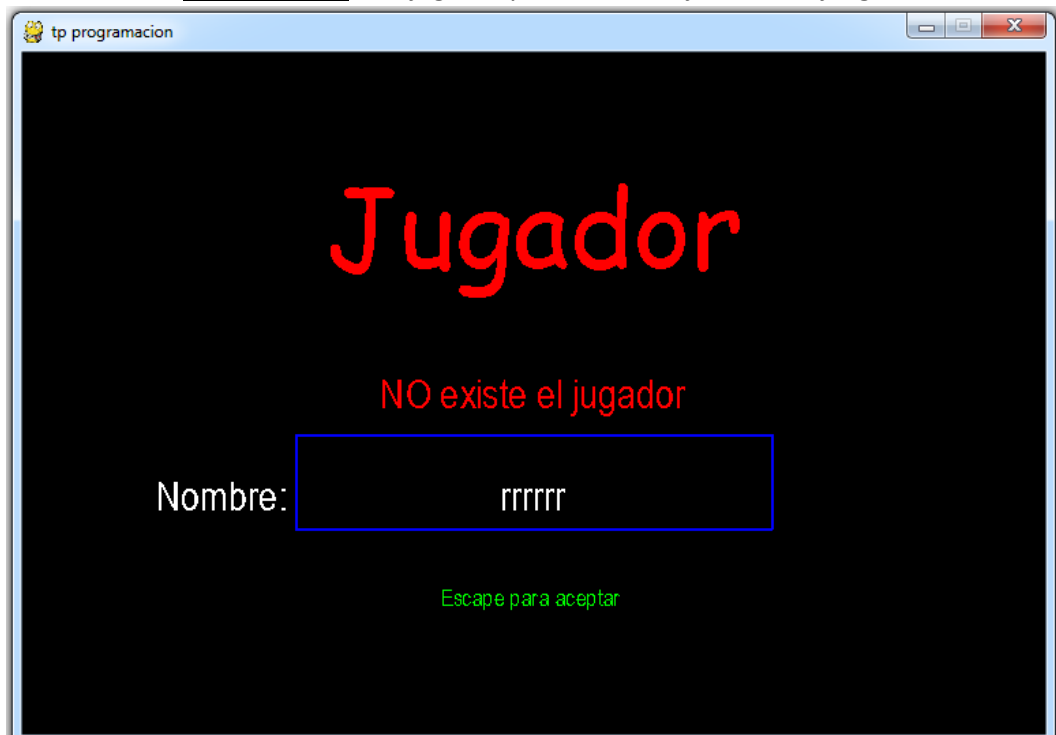 tp programacion
Jugador
NO existe el jugador
Nombre: rrrrrr
Escape para aceptar